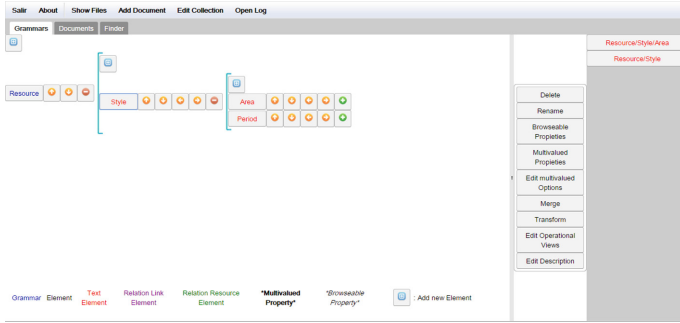 Salir About Show Files Add Document Edit Collection Open Log
Grammars Documents Finder
Resource/Style/Area
Resource/Style
Resource
Style
Area
Period
Delete
Rename
Browseable
Propieties
Multivalued
Propieties
Edit multivalued
Options
Merge
Transform
Edit Operational
Views
Edit Description
Grammar Element Text
Element Relation Link
Element Relation Resource
Element *Multivalued
Property* *Browseable
Property* : Add new Element